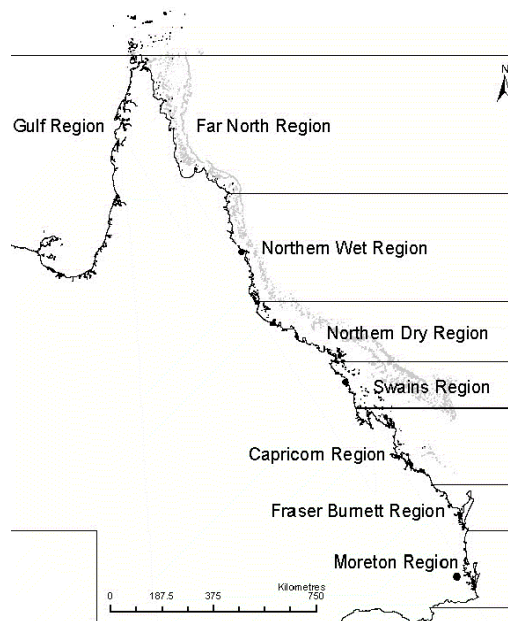 N
Gulf Region
Far North Region
Northern Wet Region
Northern Dry Region
Swains Region
Capricorn Region
Fraser Burnett Region
Moreton Region
Kilometres
0 187.5 375 750